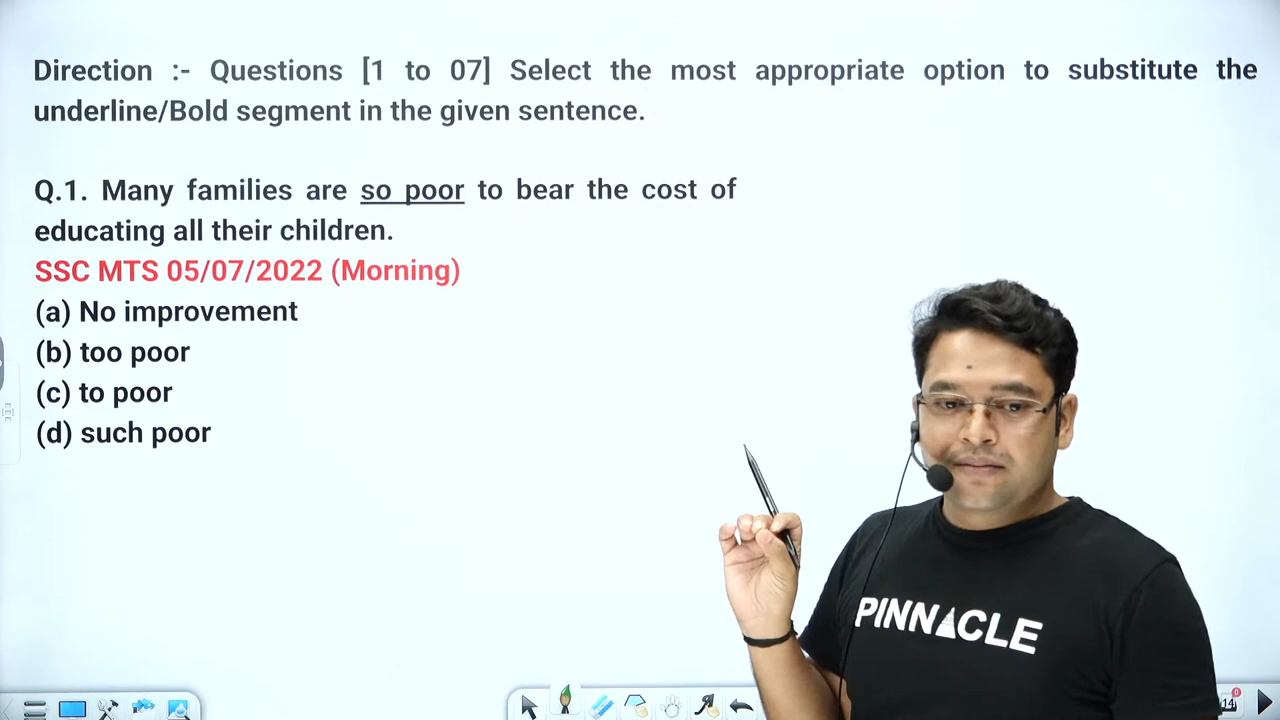 Direction :- Questions [1 to 07] Select the most appropriate option to substitute the
underline/Bold segment in the given sentence.
Q.1. Many families are so poor to bear the cost of
educating all their children.
SSC MTS 05/07/2022 (Morning)
(a) No improvement
(b) too poor
(c) to poor
(d) such poor
PINNACLE
14
0